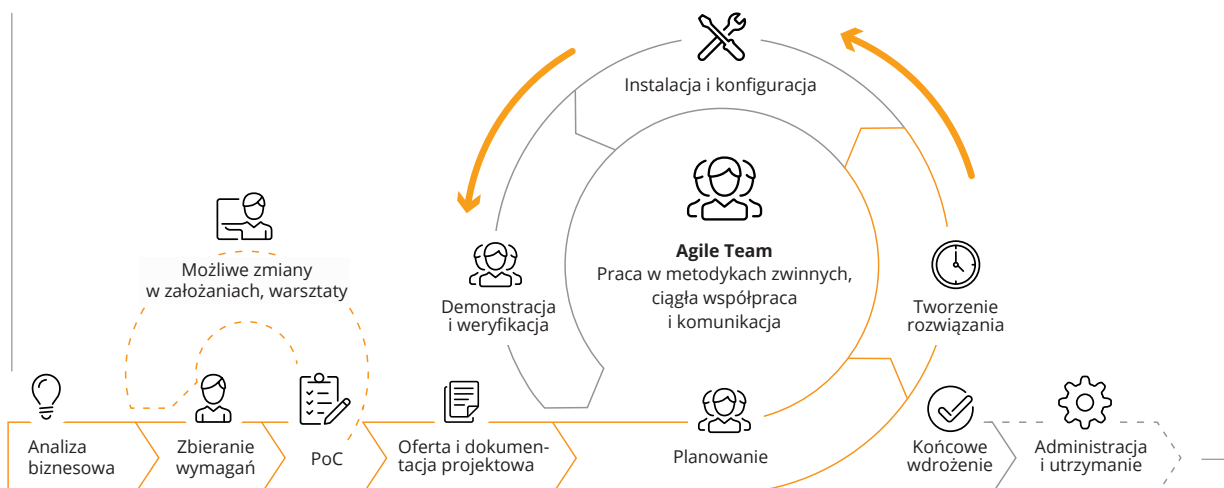 Instalacja i konfiguracja
Agile Team
Praca w metodykach zwinnych,
ciągła współpraca
i komunikacja
Możliwe zmiany
w założaniach, warsztaty
Demonstracja
i weryfikacja
Tworzenie
rozwiązania
Analiza
biznesowa
Zbieranie
wymagań
PoC
Oferta i dokumen-
tacja projektowa
Planowanie
Końcowe
wdrożenie
Administracja
i utrzymanie